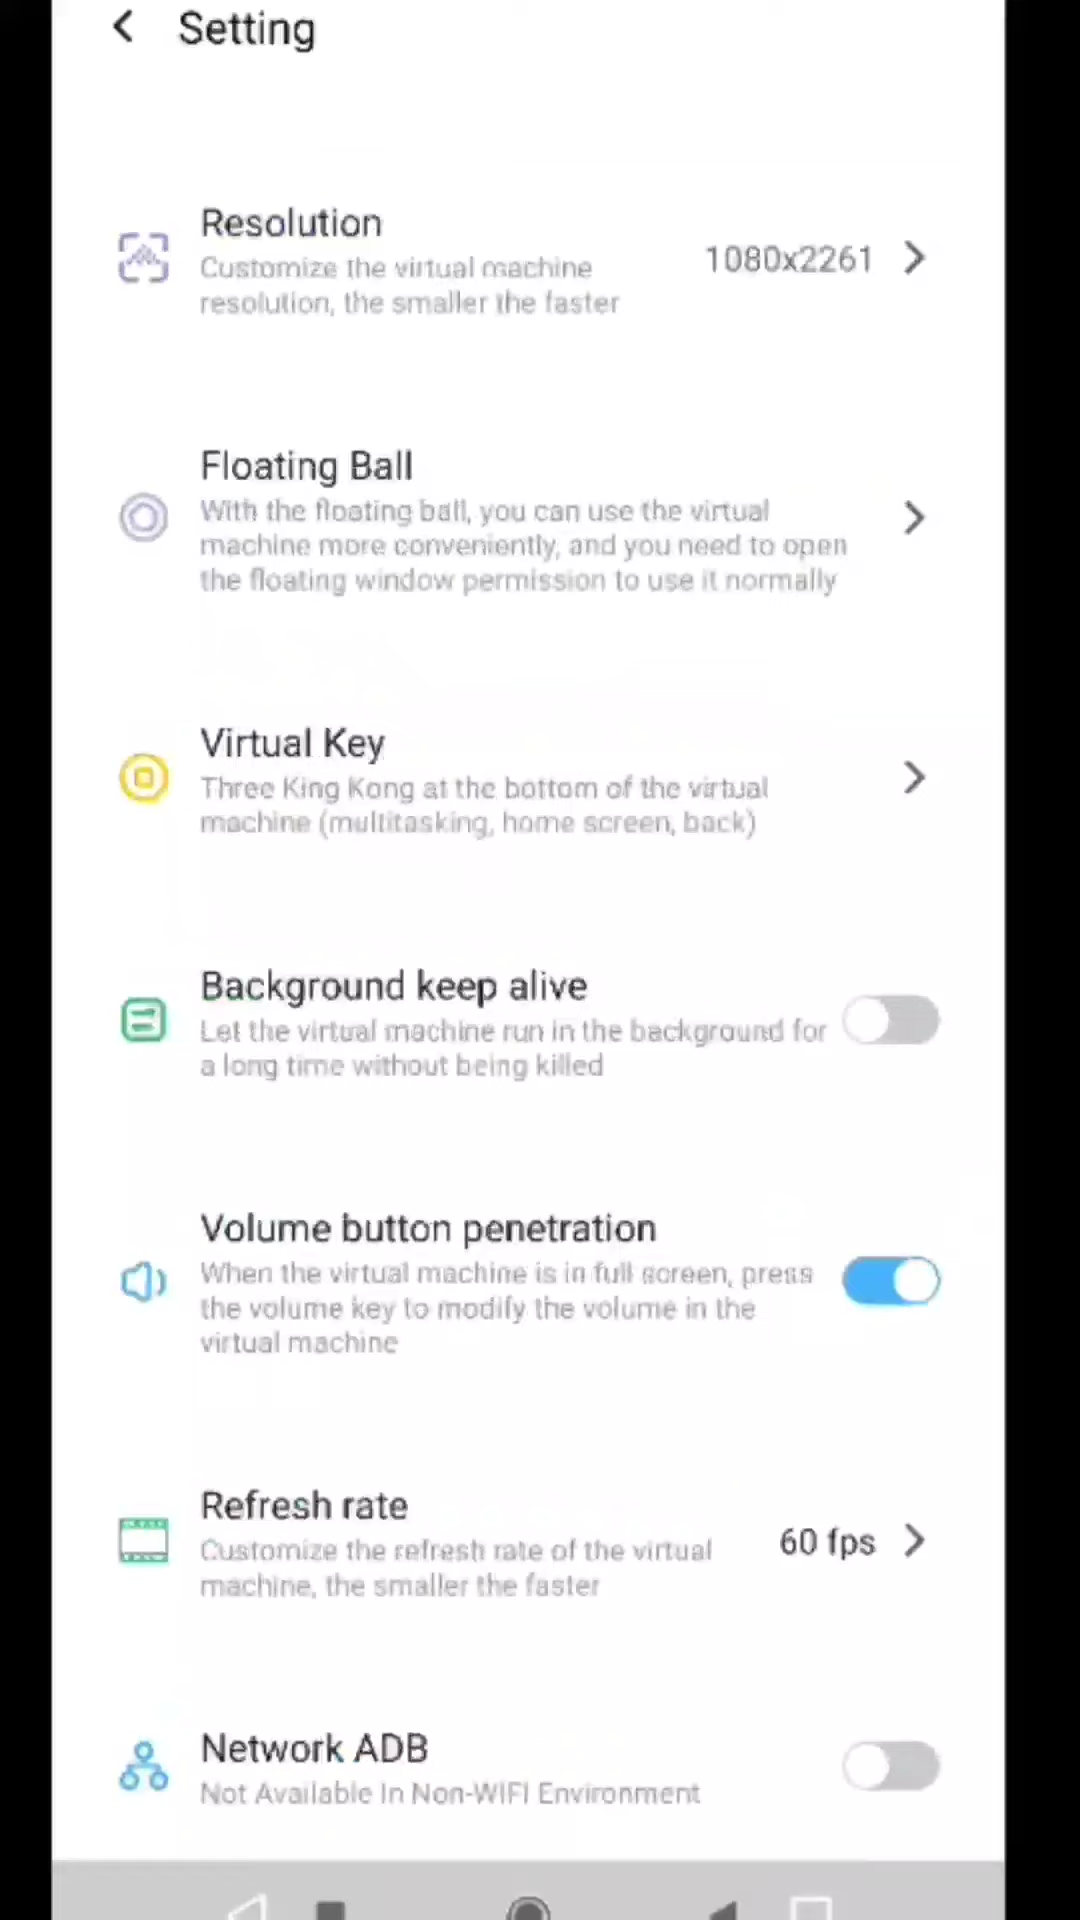 Setting
Resolution
Customize the virtual machine
resolution, the smaller the faster
1080x2261
Floating Ball
With the floating ball, you can use the virtual
machine more conveniently, and you need to open
the floating window permission to use it normally
Virtual Key
Three King Kong at the bottom of the virtual
machine (multitasking, home screen, back)
Background keep alive
Let the virtual machine run in the background for
a long time without being killed
Volume button penetration
When the virtual machine is in full screen, press
the volume key to modify the volume in the
virtual machine
Refresh rate
Customize the refresh rate of the virtual
machine, the smaller the faster
60 fps
Network ADB
Not Available In Non-WIFI Environment